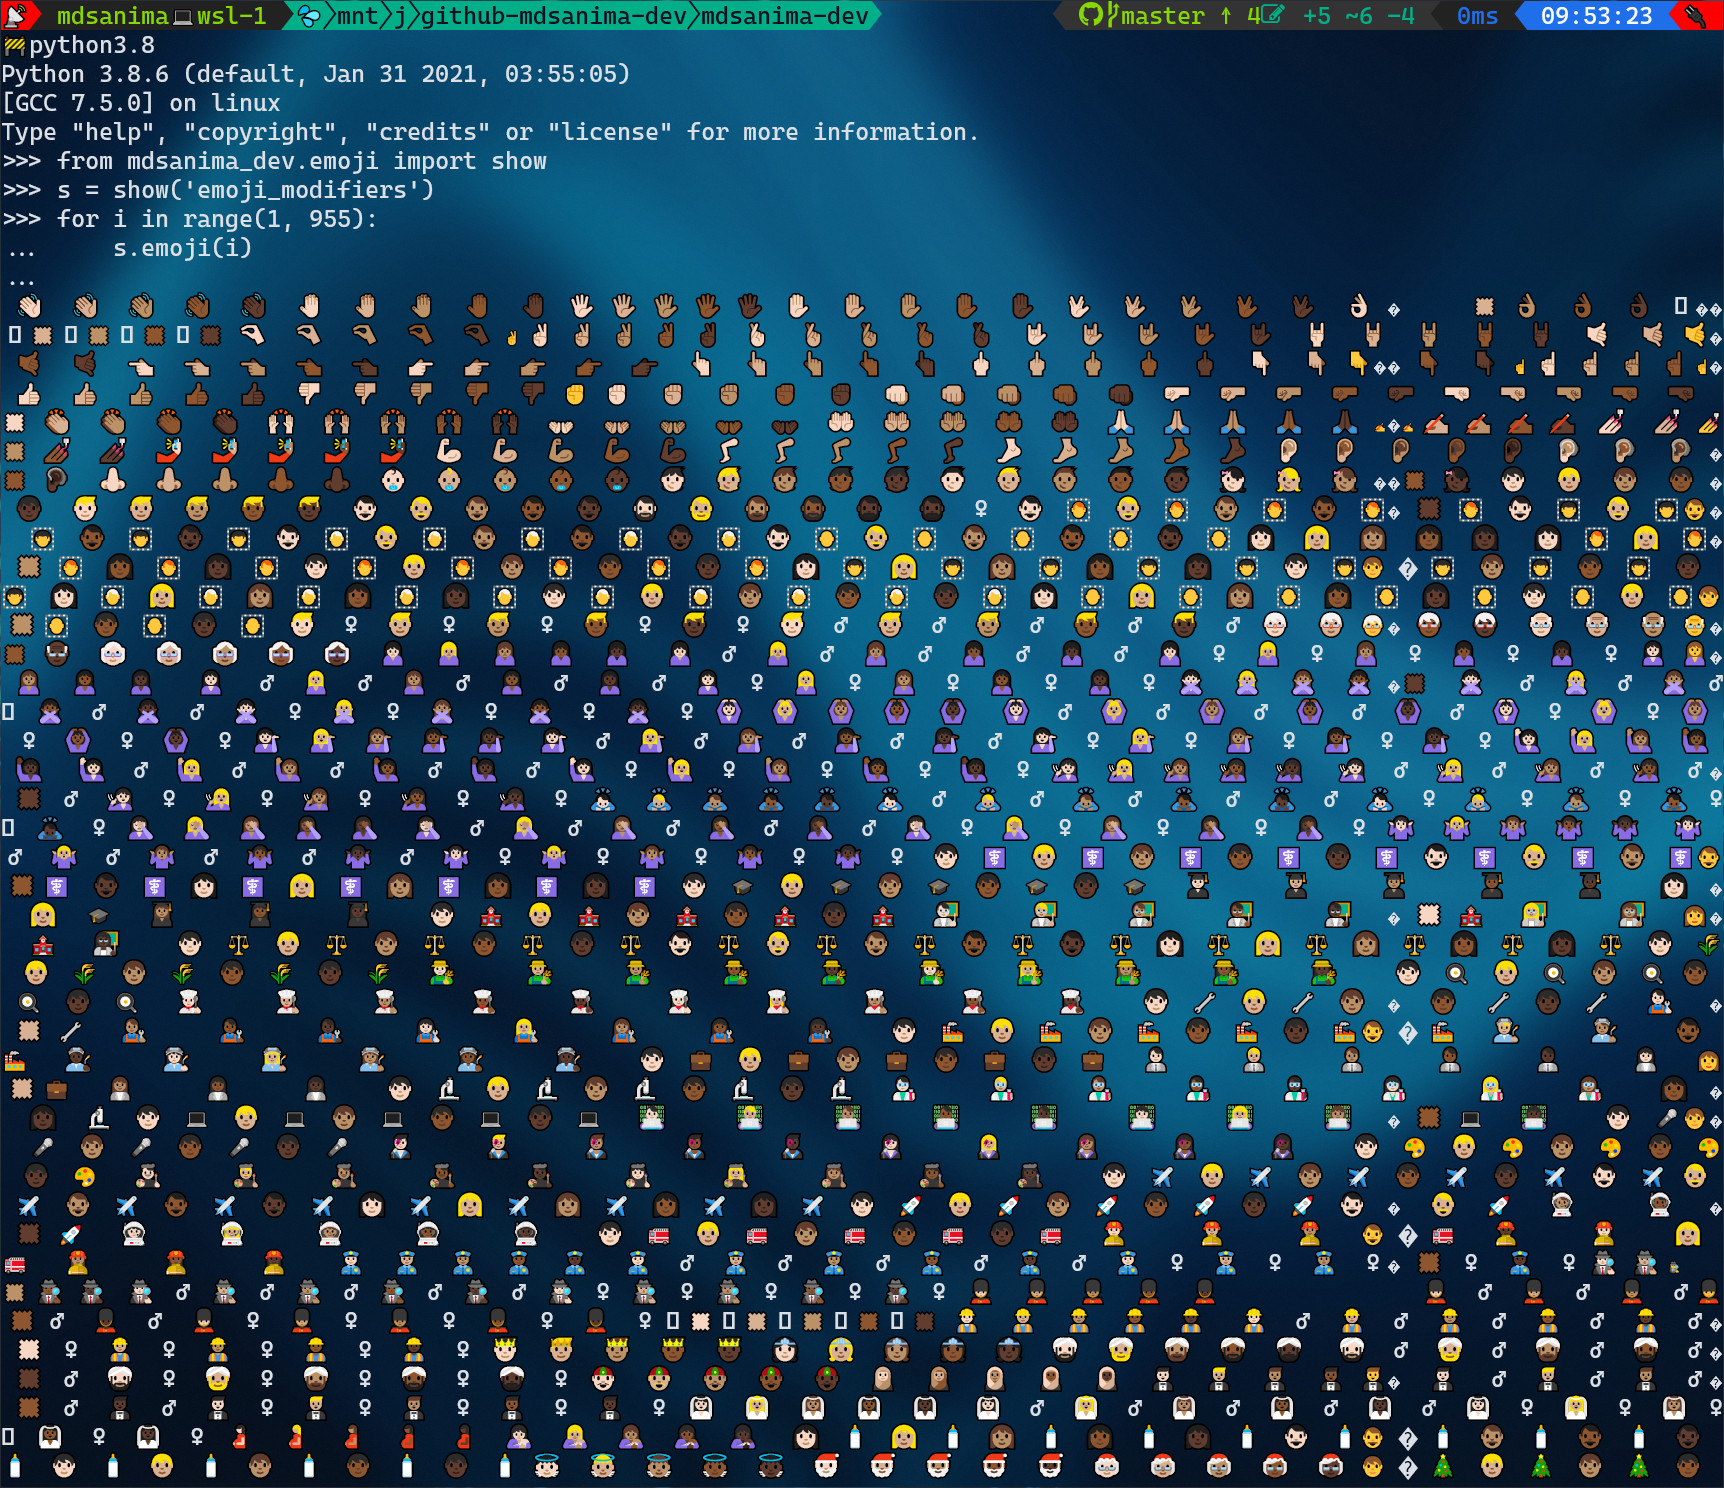 mdsanima wsl-1 mnt j github-mdsanima-dev mdsanima-dev master ↑ 4 +5 ~6 -4 0ms 09:53:23
python3.8
Python 3.8.6 (default, Jan 31 2021, 03:55:05)
[GCC 7.5.0] on linux
Type "help", "copyright", "credits" or "license" for more information.
>>> from mdsanima_dev.emoji import show
>>> s = show('emoji_modifiers')
>>> for i in range(1, 955):
...     s.emoji(i)
...